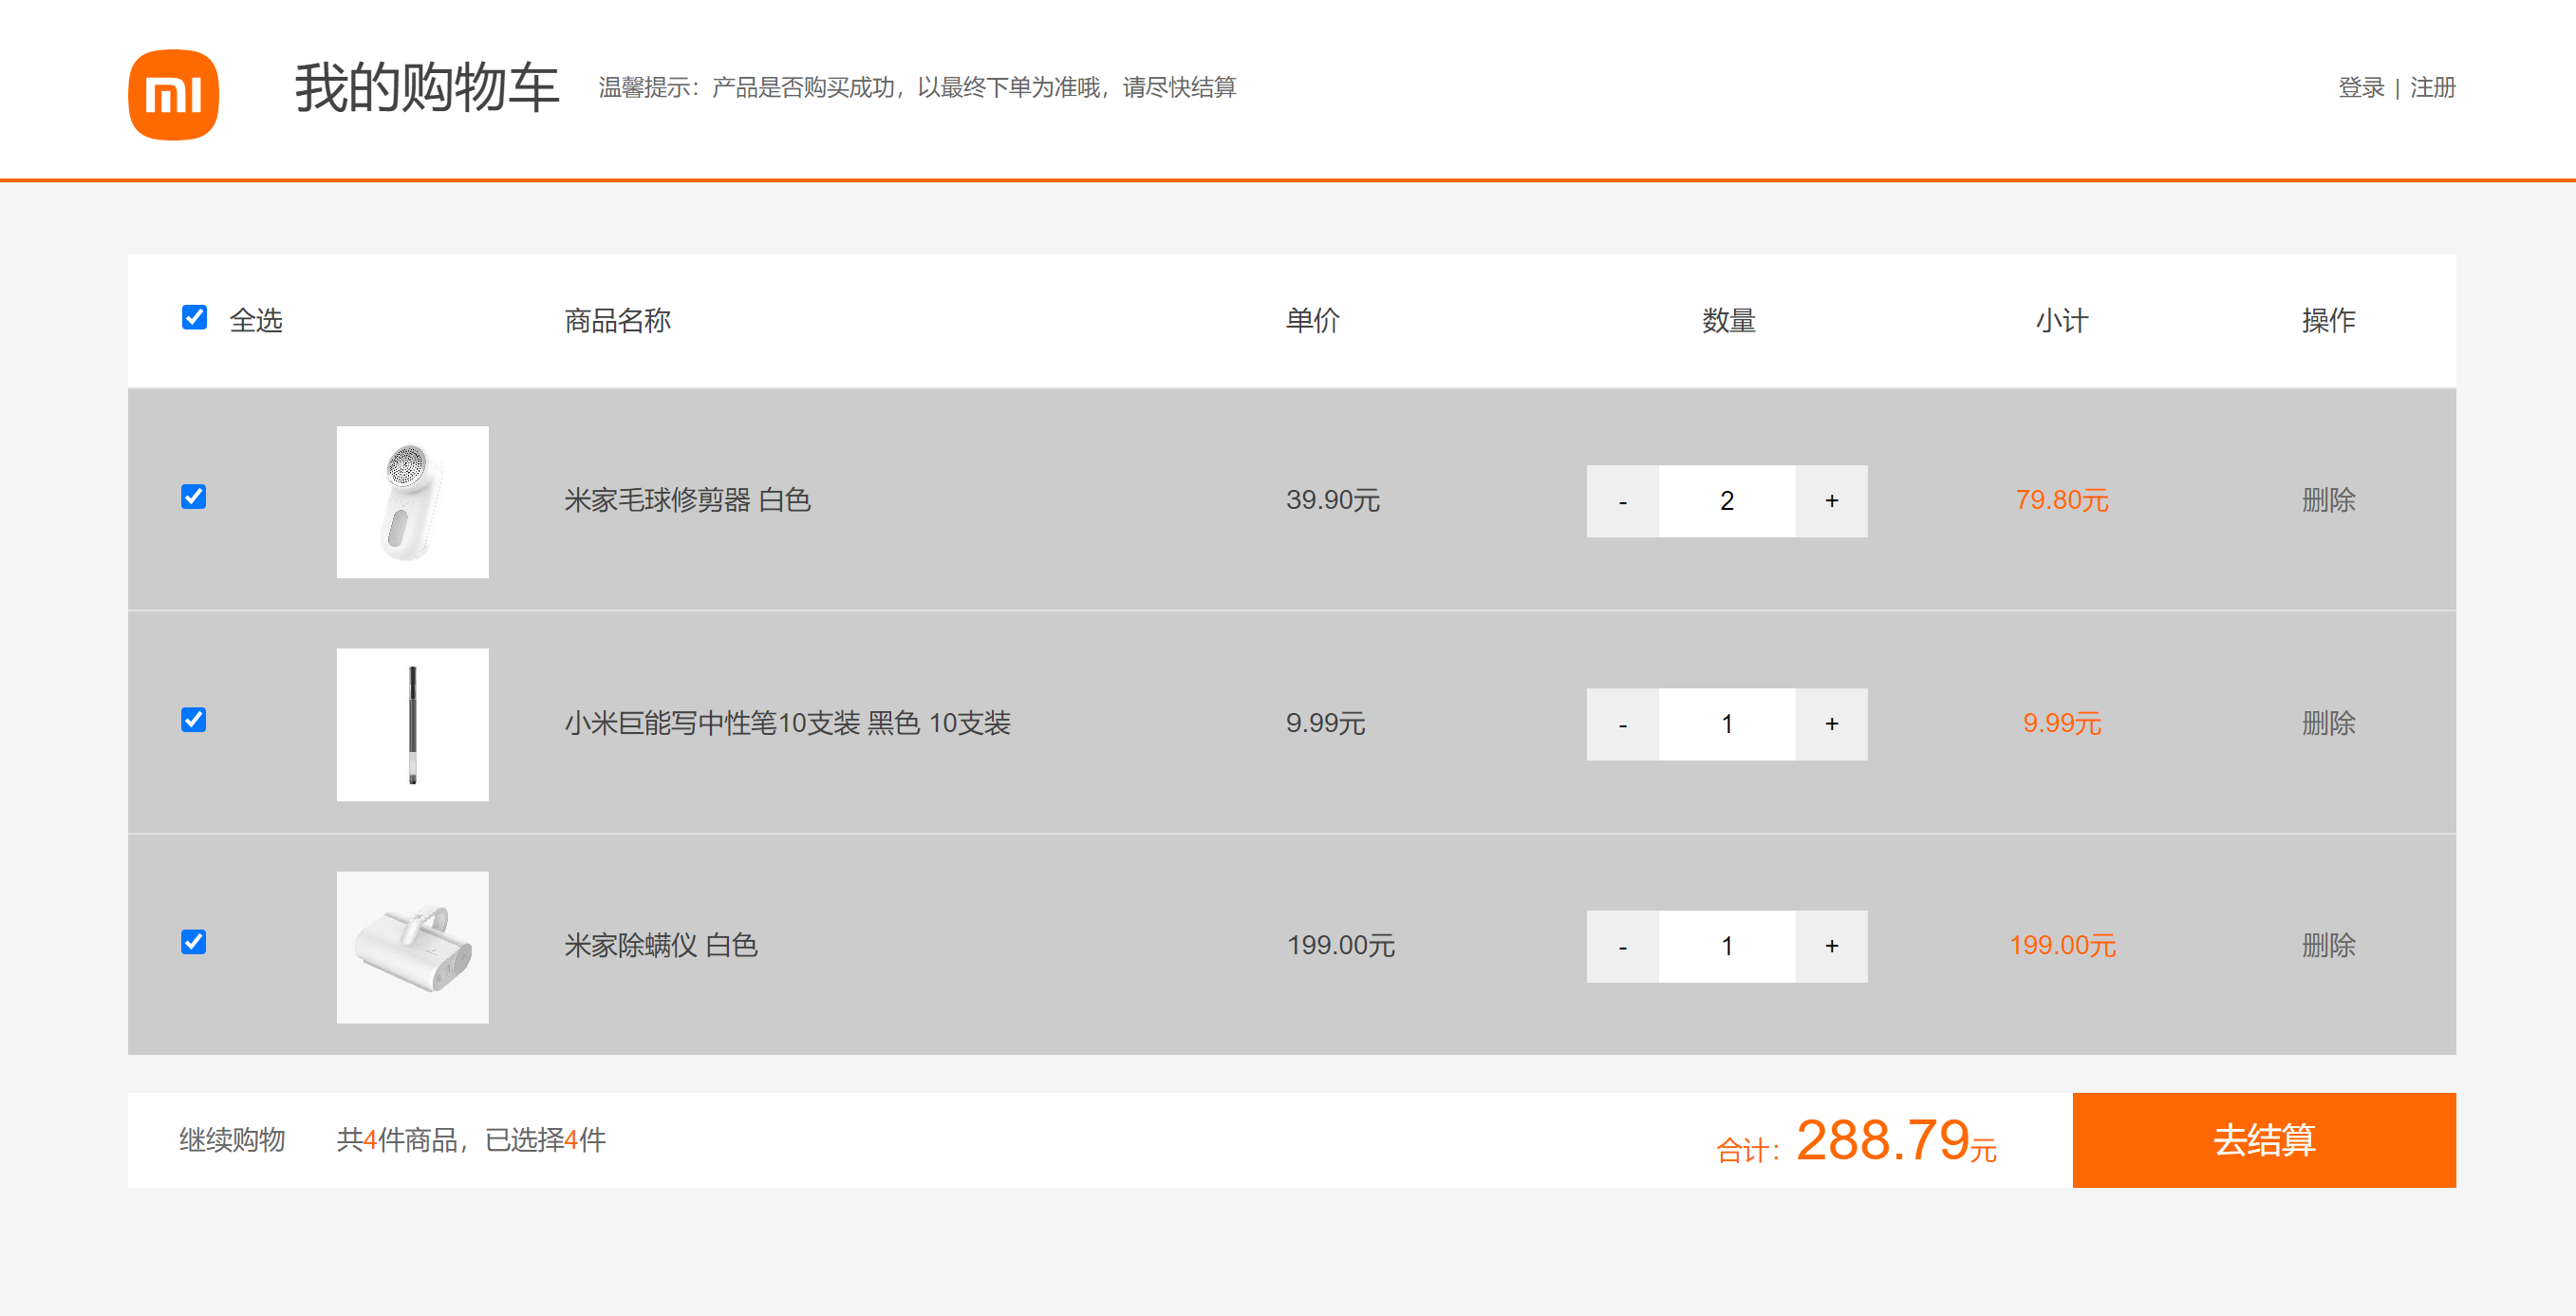 mi 我的购物车 温馨提示：产品是否购买成功，以最终下单为准哦，请尽快结算 登录 | 注册
全选 商品名称 单价 数量 小计 操作
米家毛球修剪器 白色 39.90元 - 2 + 79.80元 删除
小米巨能写中性笔10支装 黑色 10支装 9.99元 - 1 + 9.99元 删除
米家除螨仪 白色 199.00元 - 1 + 199.00元 删除
继续购物 共4件商品，已选择4件 合计：288.79元 去结算